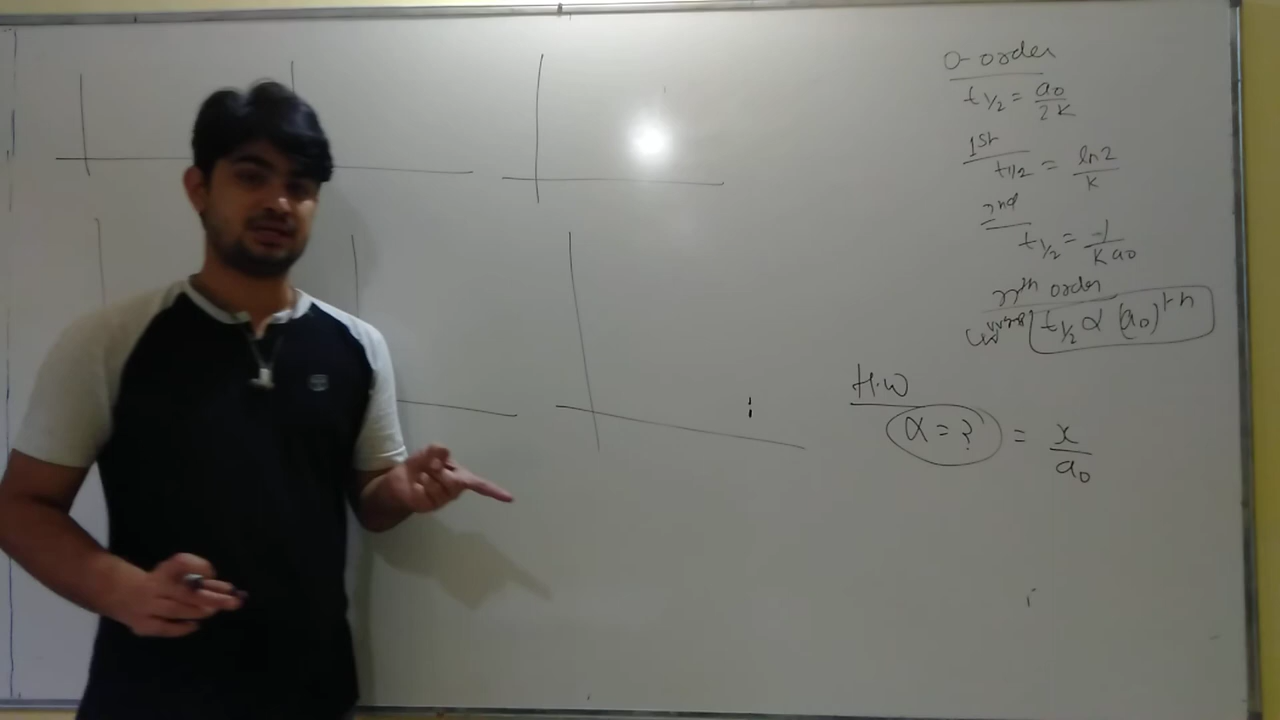 0-order
t1/2 = a0/2K
1st
t1/2 = ln2/K
2nd
t1/2 = 1/Ka0
nth order
t1/2 α (a0)^1-n
H.W
α = ? = x/a0